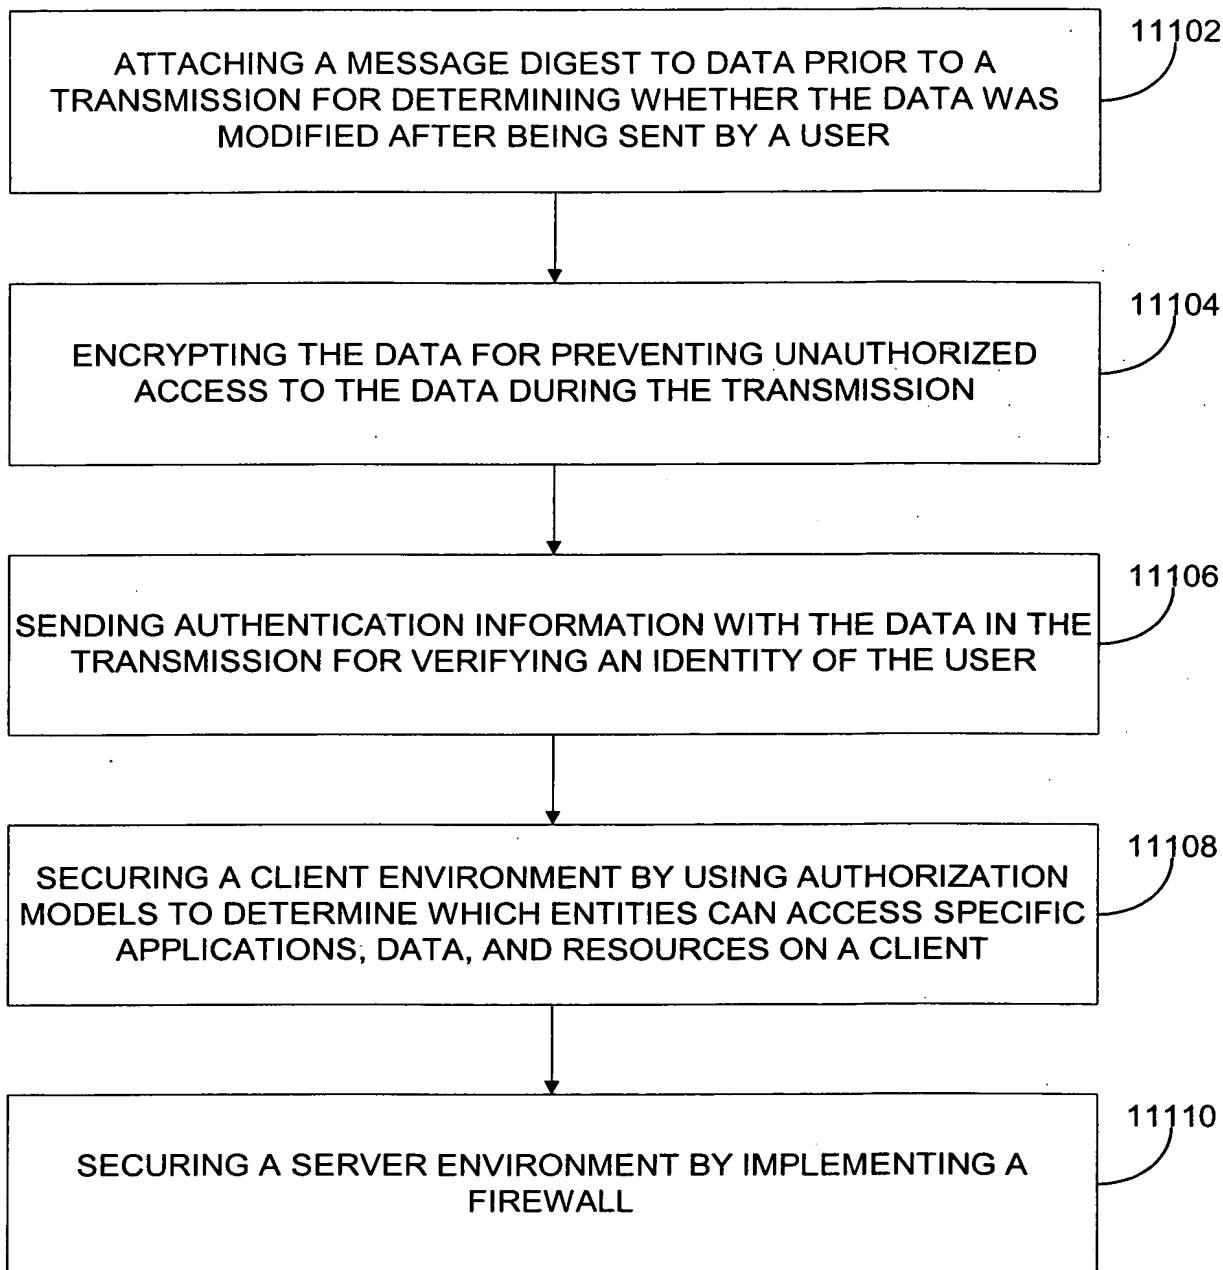 11102
ATTACHING A MESSAGE DIGEST TO DATA PRIOR TO A
TRANSMISSION FOR DETERMINING WHETHER THE DATA WAS
MODIFIED AFTER BEING SENT BY A USER
11104
ENCRYPTING THE DATA FOR PREVENTING UNAUTHORIZED
ACCESS TO THE DATA DURING THE TRANSMISSION
11106
SENDING AUTHENTICATION INFORMATION WITH THE DATA IN THE
TRANSMISSION FOR VERIFYING AN IDENTITY OF THE USER
11108
SECURING A CLIENT ENVIRONMENT BY USING AUTHORIZATION
MODELS TO DETERMINE WHICH ENTITIES CAN ACCESS SPECIFIC
APPLICATIONS, DATA, AND RESOURCES ON A CLIENT
11110
SECURING A SERVER ENVIRONMENT BY IMPLEMENTING A
FIREWALL